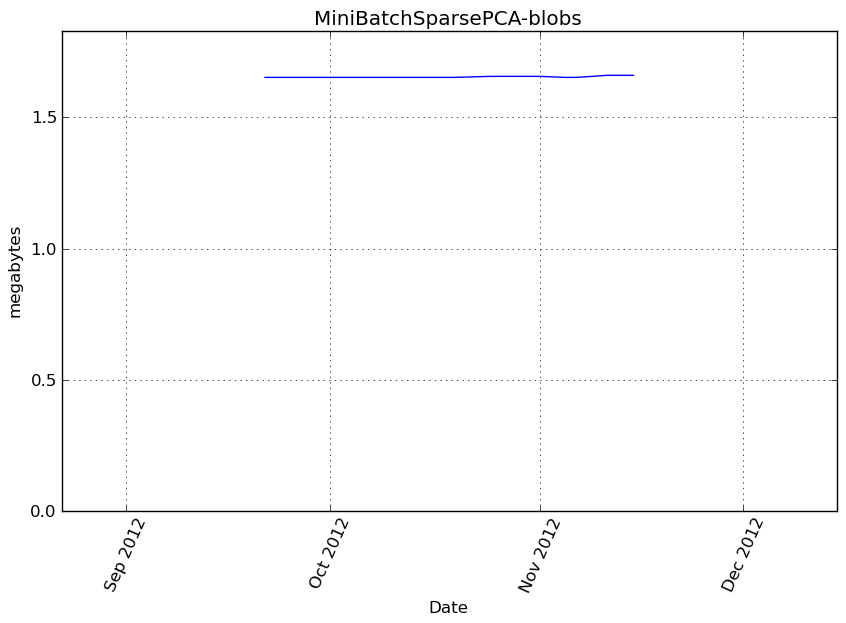 MiniBatchSparsePCA-blobs
megabytes
1.5
1.0
0.5
0.0
Sep 2012
Oct 2012
Nov 2012
Dec 2012
Date